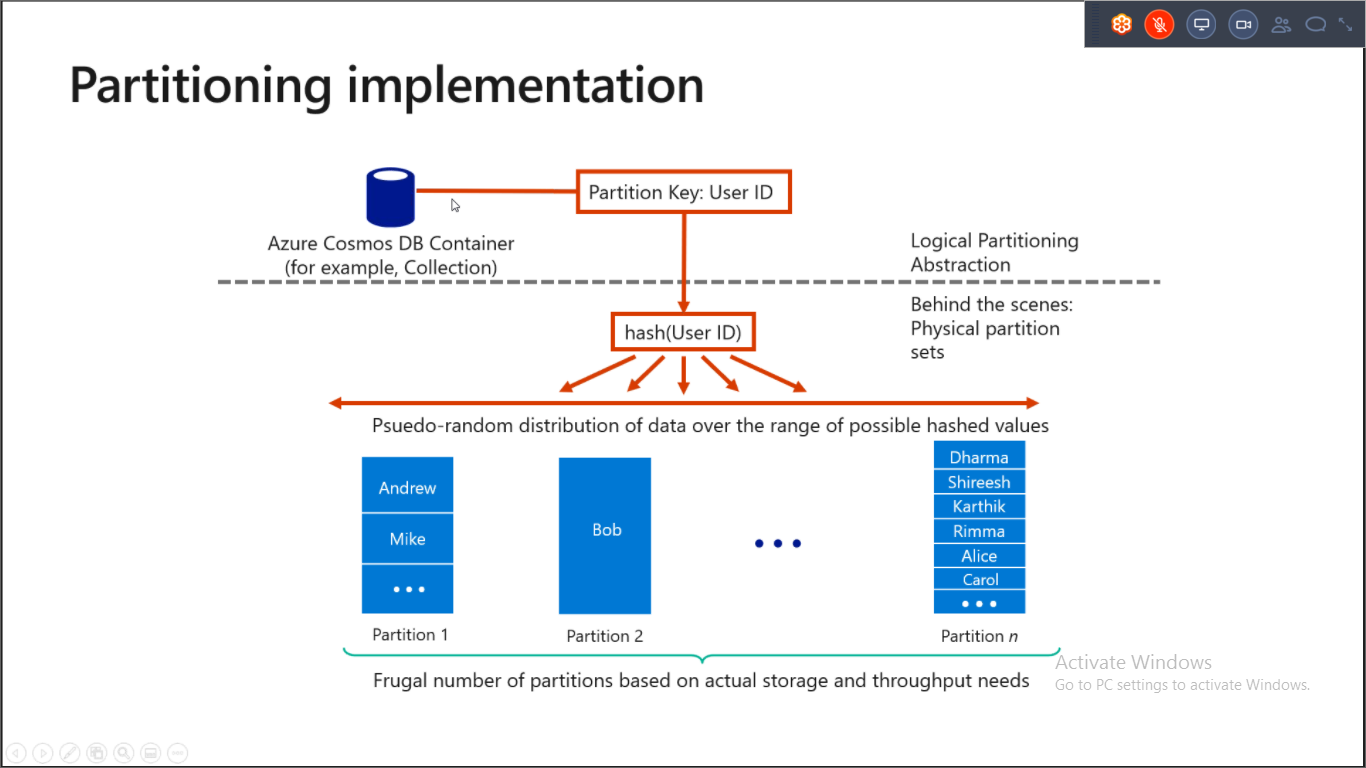 Partitioning implementation
Partition Key: User ID
Azure Cosmos DB Container
(for example, Collection)
Logical Partitioning
Abstraction
Behind the scenes:
Physical partition
sets
hash(User ID)
Psuedo-random distribution of data over the range of possible hashed values
Andrew
Mike
• • •
Partition 1
Bob
Partition 2
• • •
Dharma
Shireesh
Karthik
Rimma
Alice
Carol
• • •
Partition n
Frugal number of partitions based on actual storage and throughput needs
Activate Windows
Go to PC settings to activate Windows.